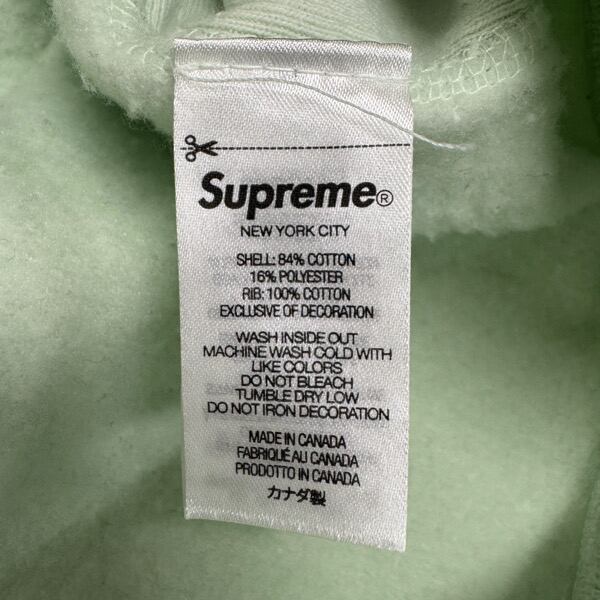 Supreme®
NEW YORK CITY
SHELL: 84% COTTON
16% POLYESTER
RIB: 100% COTTON
EXCLUSIVE OF DECORATION
WASH INSIDE OUT
MACHINE WASH COLD WITH
LIKE COLORS
DO NOT BLEACH
TUMBLE DRY LOW
DO NOT IRON DECORATION
MADE IN CANADA
FABRIQUÉ AU CANADA
PRODOTTO IN CANADA
カナダ製